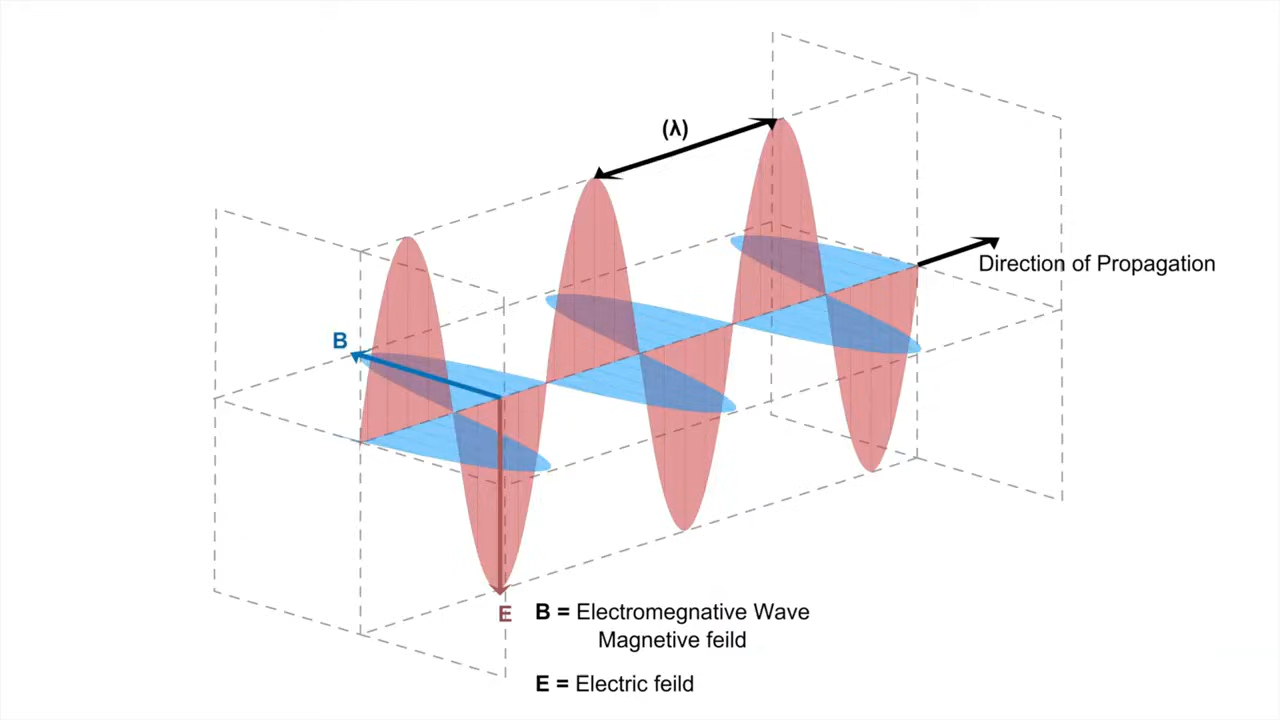 (λ)
Direction of Propagation
B
E
B = Electromegnative Wave
Magnetive feild
E = Electric feild